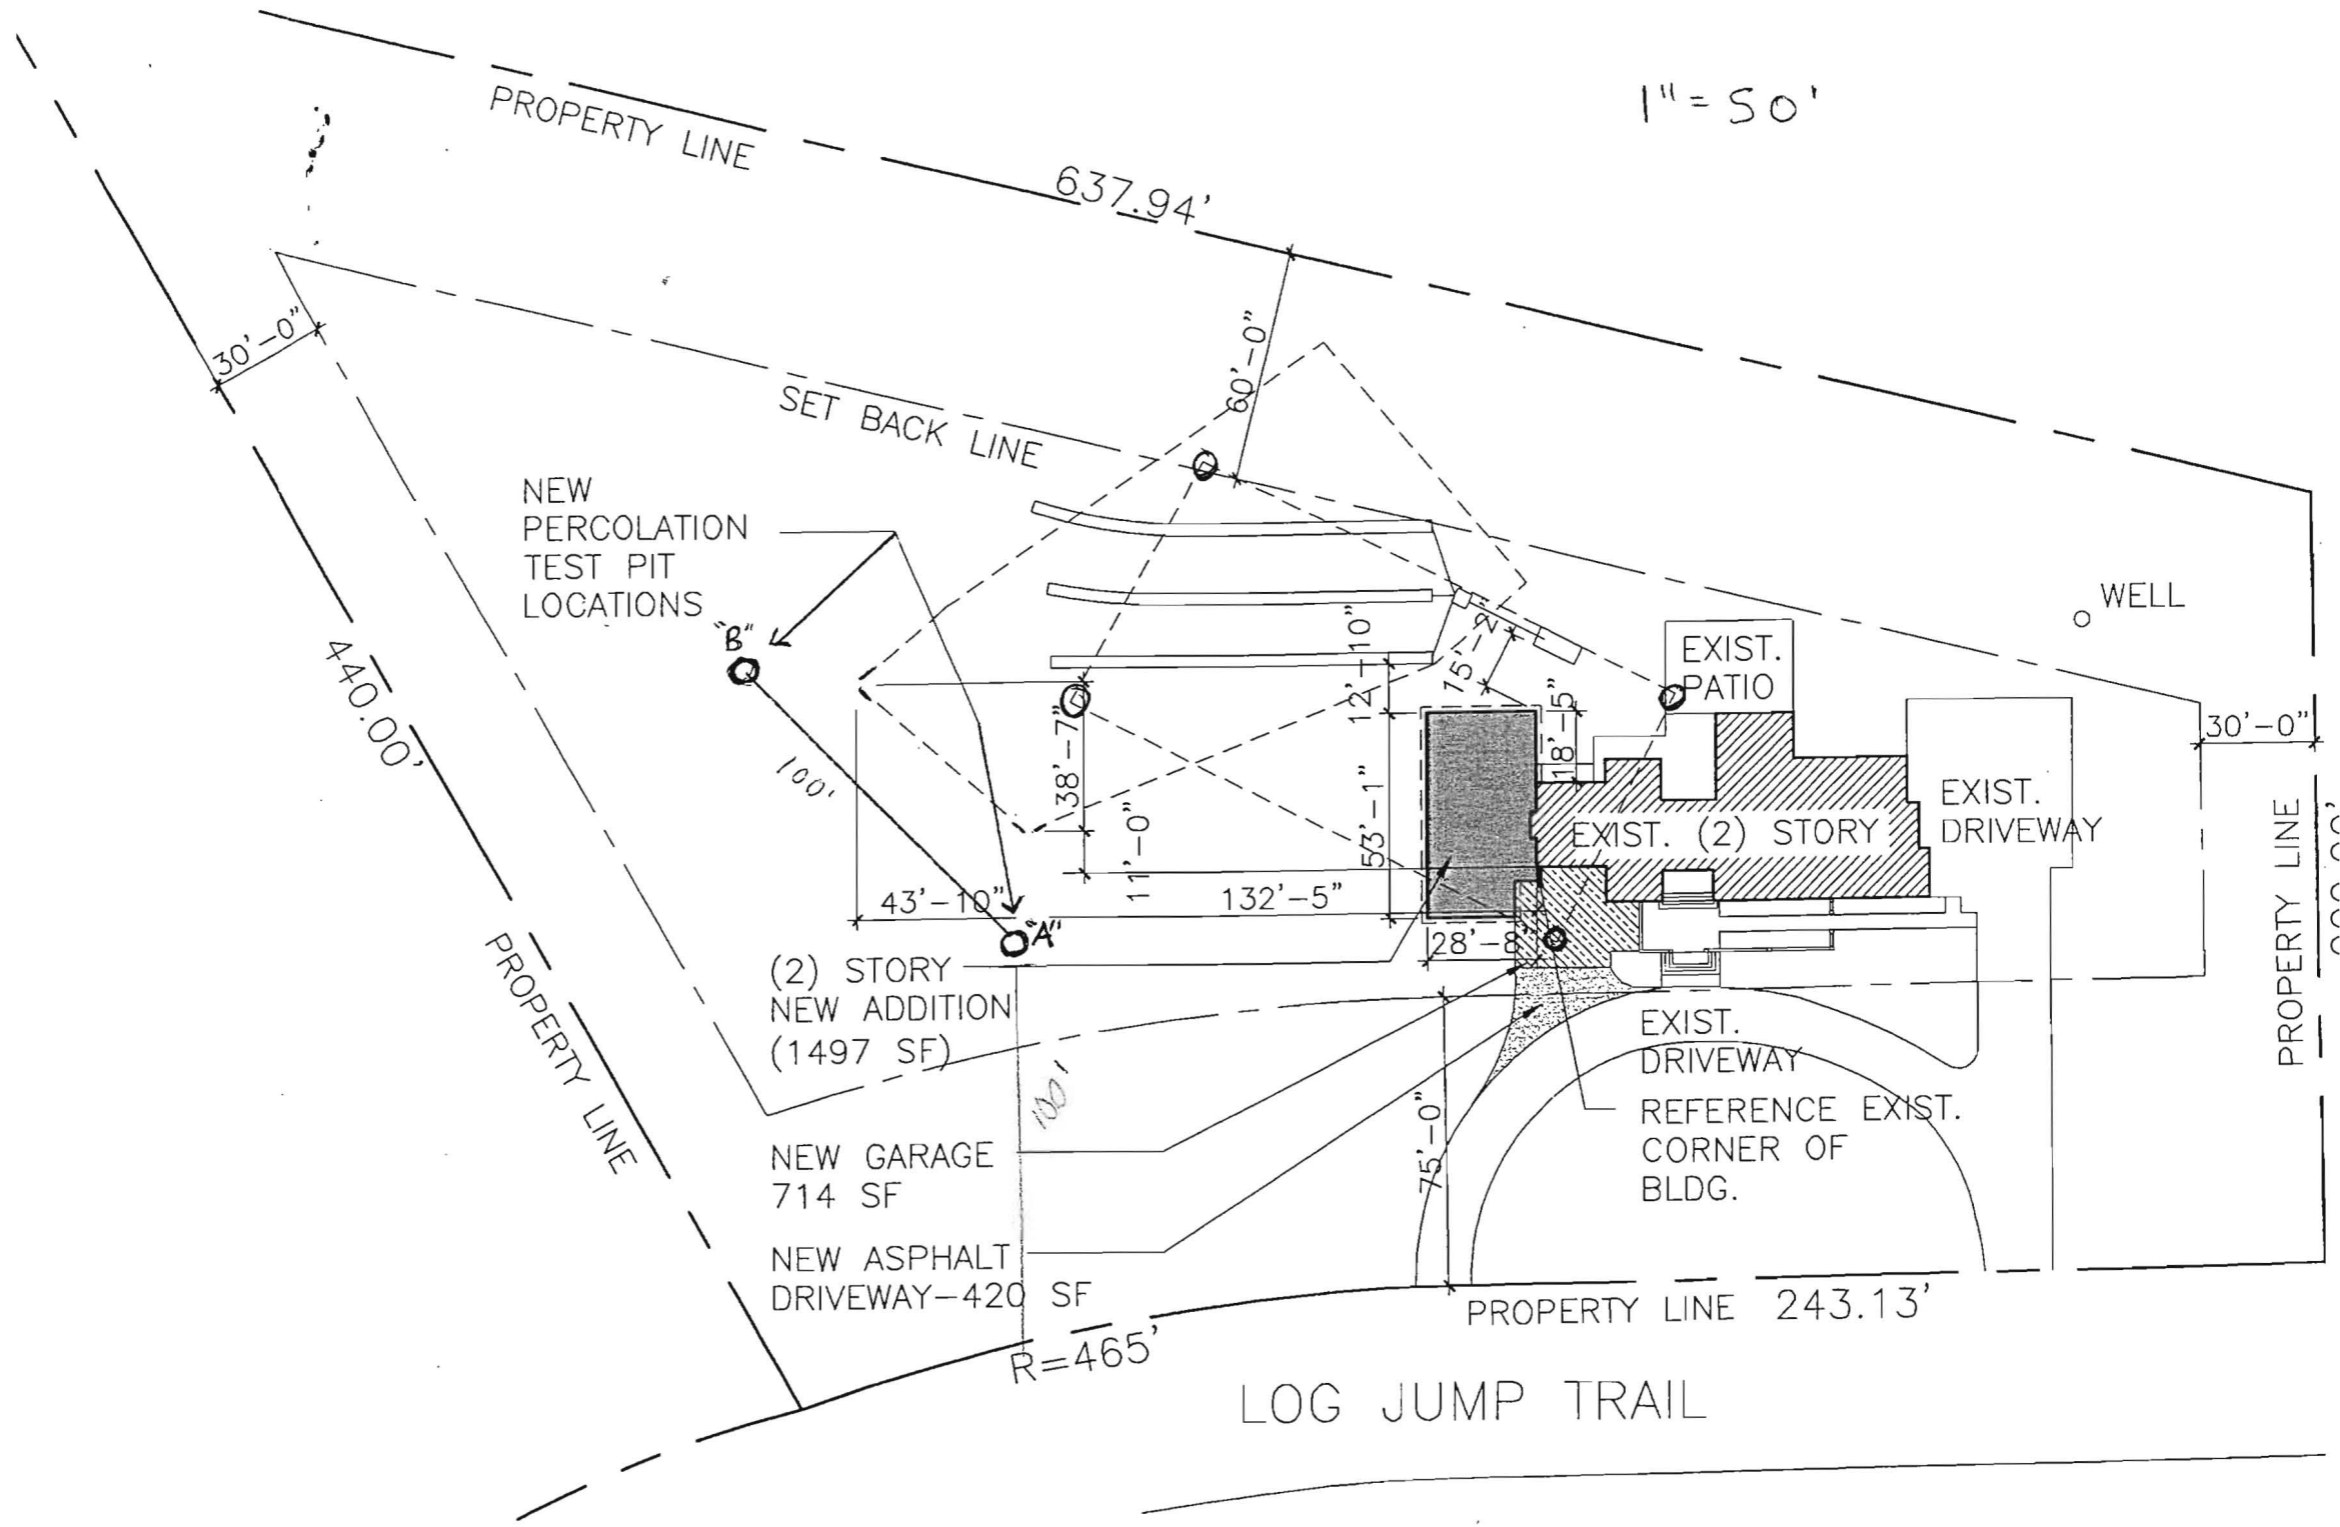 1" = 50'
PROPERTY LINE
637.94'
30'-0"
60'-0"
SET BACK LINE
NEW
PERCOLATION
TEST PIT
LOCATIONS
"B"
WELL
EXIST.
PATIO
12'-10"
15'-2"
18'-5"
30'-0"
440.00'
100'
38'-7"
11'-0"
53'-1"
EXIST. (2) STORY
EXIST.
DRIVEWAY
PROPERTY LINE
43'-10"
132'-5"
"A"
28'-8"
(2) STORY
NEW ADDITION
(1497 SF)
PROPERTY LINE
100'
75'-0"
EXIST.
DRIVEWAY
REFERENCE EXIST.
CORNER OF
BLDG.
NEW GARAGE
714 SF
NEW ASPHALT
DRIVEWAY-420 SF
PROPERTY LINE 243.13'
R=465'
LOG JUMP TRAIL